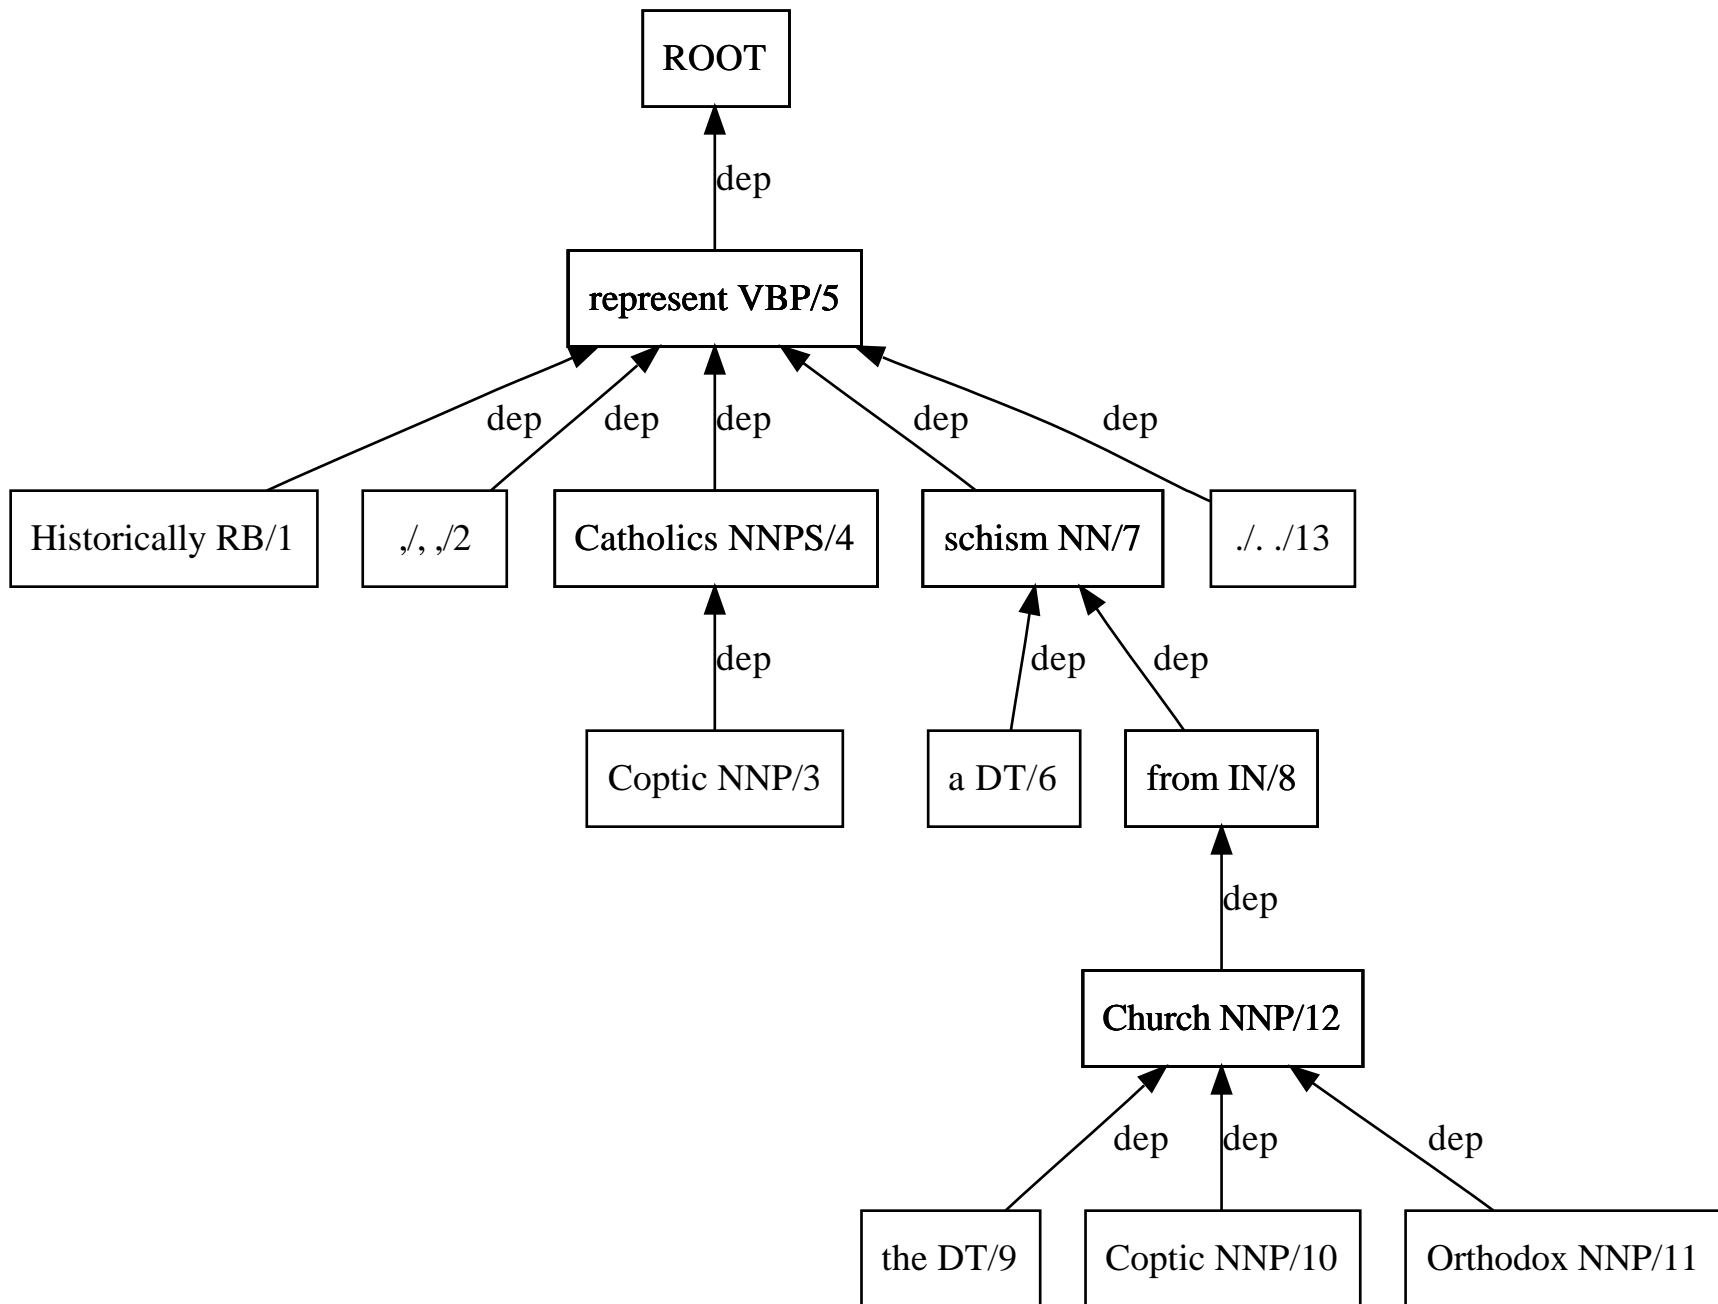 ROOT
dep
represent VBP/5
dep dep dep dep dep
Historically RB/1 ,/, ,/2 Catholics NNPS/4 schism NN/7 ./. ./13
dep dep dep
Coptic NNP/3 a DT/6 from IN/8
dep
Church NNP/12
dep dep dep
the DT/9 Coptic NNP/10 Orthodox NNP/11